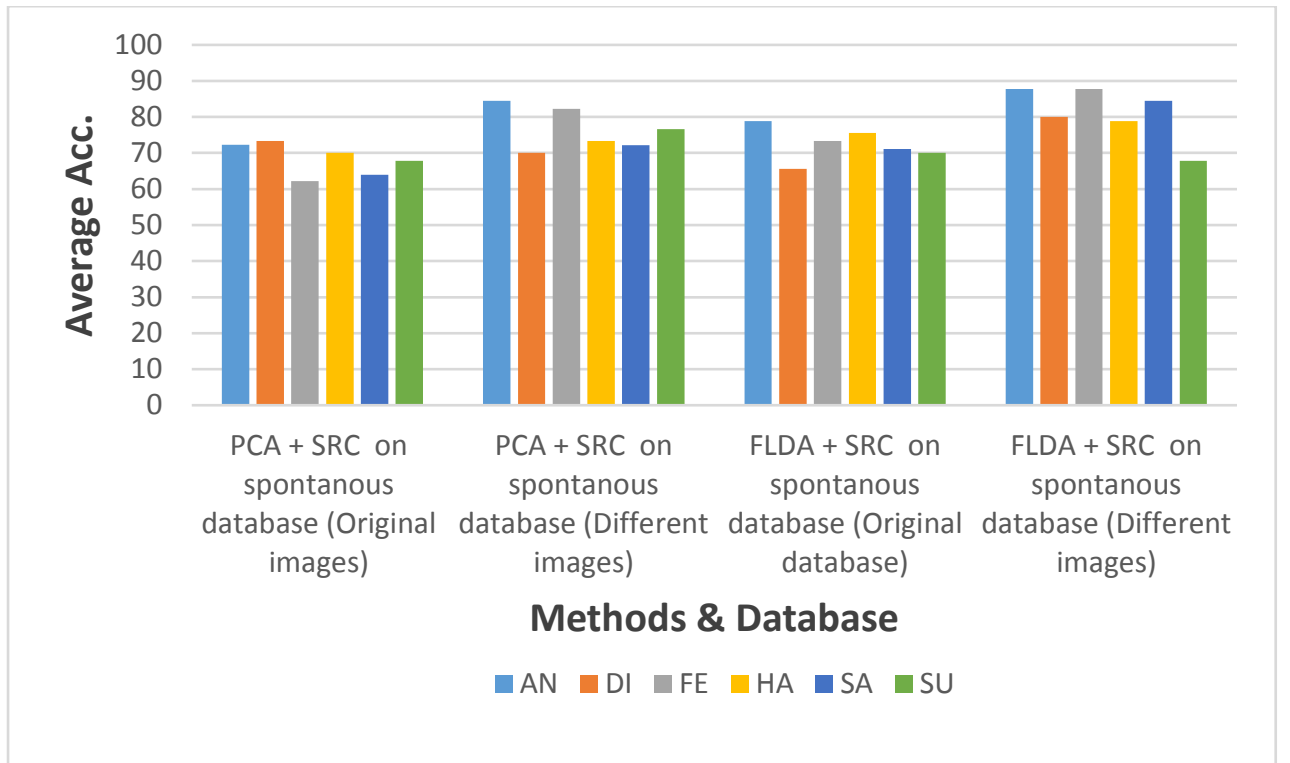 100
90
80
70
60
50
40
30
20
10
0
Average Acc.
PCA + SRC on
spontanous
database (Original
images)
PCA + SRC on
spontanous
database (Different
images)
FLDA + SRC on
spontanous
database (Original
database)
FLDA + SRC on
spontanous
database (Different
images)
Methods & Database
AN DI FE HA SA SU